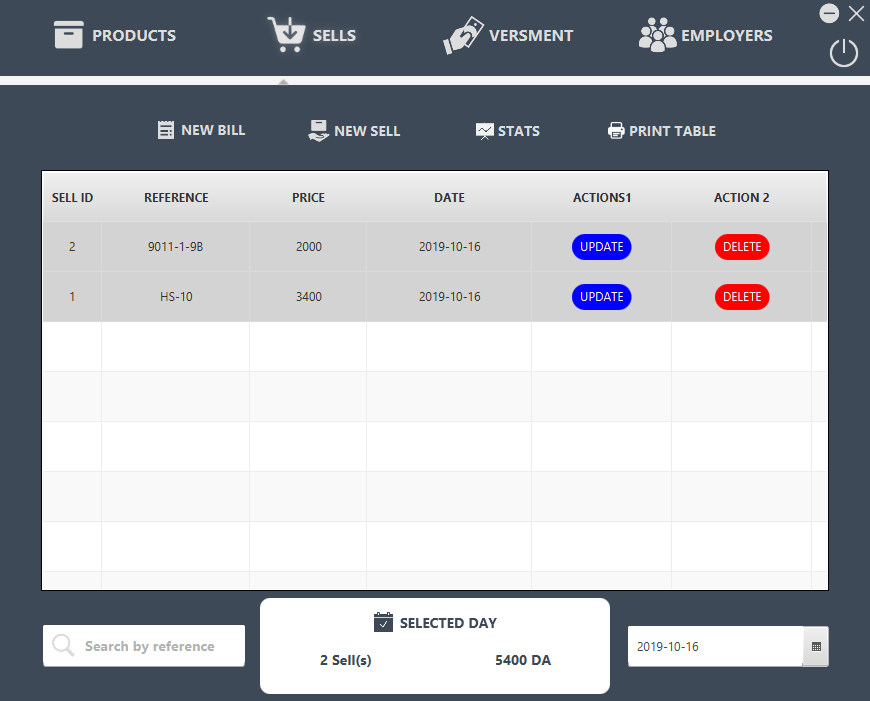 PRODUCTS SELLS VERSMENT EMPLOYERS
NEW BILL NEW SELL STATS PRINT TABLE
SELL ID REFERENCE PRICE DATE ACTIONS1 ACTION 2
2 9011-1-9B 2000 2019-10-16 UPDATE DELETE
1 HS-10 3400 2019-10-16 UPDATE DELETE
SELECTED DAY
Search by reference 2 Sell(s) 5400 DA 2019-10-16